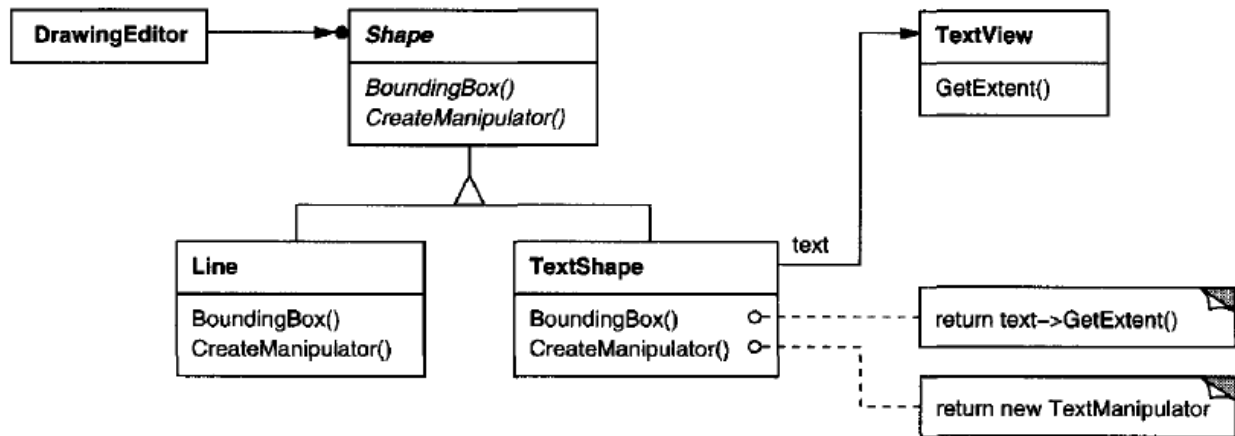 DrawingEditor
Shape
BoundingBox()
CreateManipulator()
TextView
GetExtent()
Line
BoundingBox()
CreateManipulator()
TextShape
BoundingBox()
CreateManipulator()
text
return text->GetExtent()
return new TextManipulator